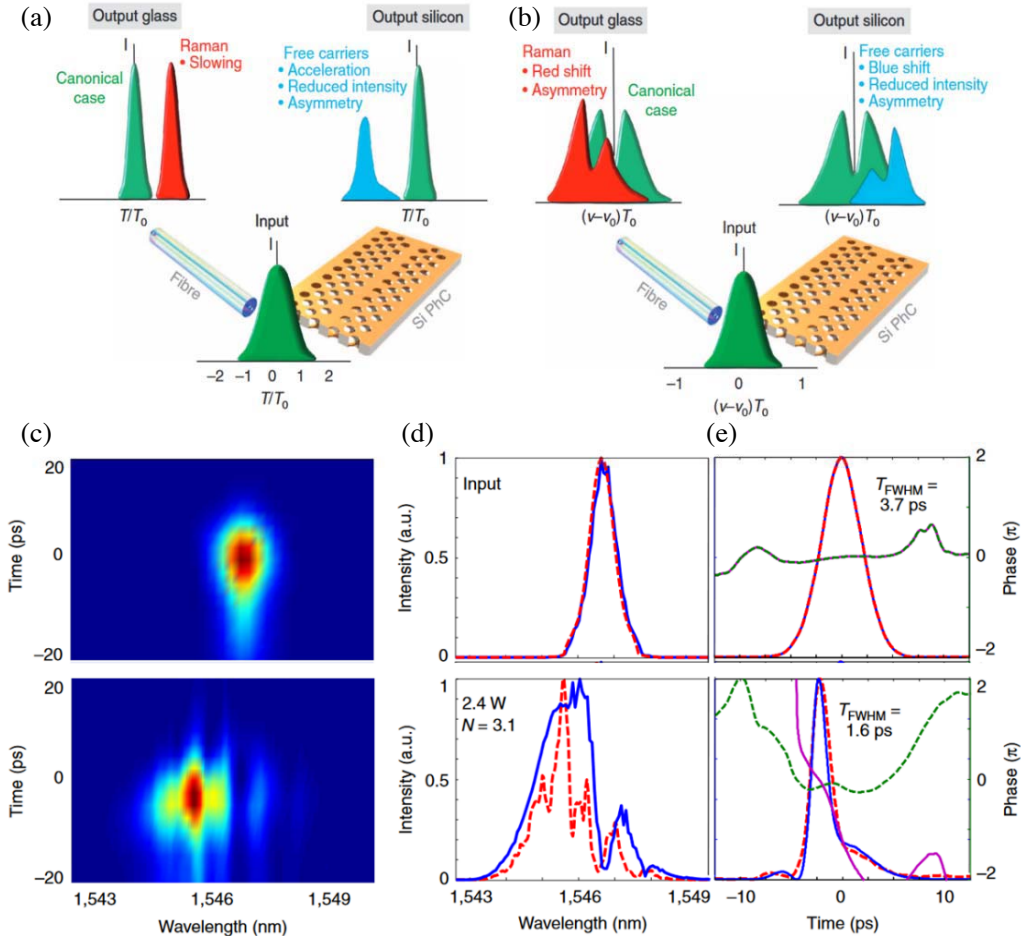 (a)
Output glass
Output silicon
I
Raman
• Slowing
Canonical
case
Free carriers
• Acceleration
• Reduced intensity
• Asymmetry
I
T/T0
T/T0
Input
I
Fibre
Si PhC
–2 –1 0 1 2
T/T0
(b)
Output glass
Output silicon
I
Raman
• Red shift
• Asymmetry
Canonical
case
I
Free carriers
• Blue shift
• Reduced intensity
• Asymmetry
(ν–ν0)T0
(ν–ν0)T0
Input
I
Fibre
Si PhC
–1 0 1
(ν–ν0)T0
(c)
20
0
–20
Time (ps)
20
0
–20
Time (ps)
1,543 1,546 1,549
Wavelength (nm)
(d)
Input
1
0.5
0
Intensity (a.u.)
2.4 W
N = 3.1
1
0.5
0
Intensity (a.u.)
1,543 1,546 1,549
Wavelength (nm)
(e)
TFWHM =
3.7 ps
2
0
–2
Phase (π)
TFWHM =
1.6 ps
2
0
–2
Phase (π)
–10 0 10
Time (ps)